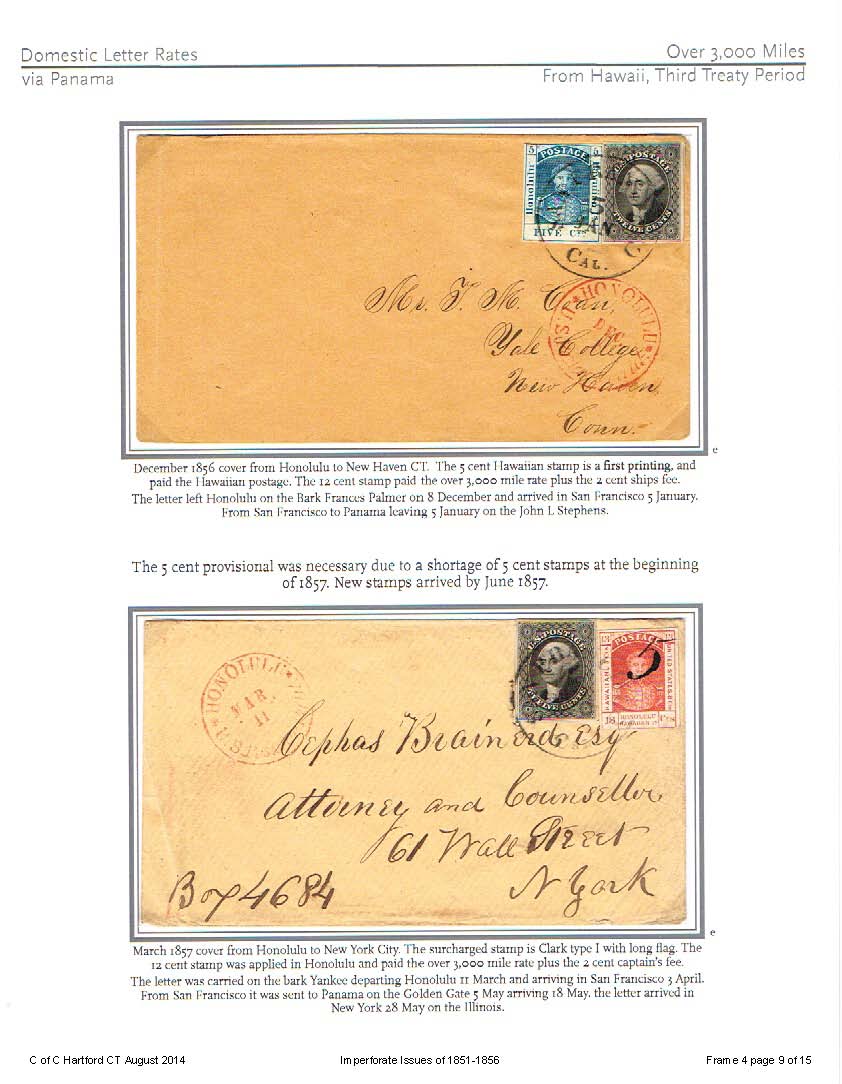 Domestic Letter Rates
Over 3,000 Miles
via Panama
From Hawaii, Third Treaty Period
5 POSTAGE 5
Honolulu
FIVE Cts
U.S. POSTAGE
TWELVE CENTS
SAN
CAL.
HONOLULU
U.S.
DEC
Mr. T. M. Coan,
Yale College
New Haven,
Conn.
e
December 1856 cover from Honolulu to New Haven CT. The 5 cent Hawaiian stamp is a first printing, and
paid the Hawaiian postage. The 12 cent stamp paid the over 3,000 mile rate plus the 2 cent ships fee.
The letter left Honolulu on the Bark Frances Palmer on 8 December and arrived in San Francisco 5 January.
From San Francisco to Panama leaving 5 January on the John L Stephens.
The 5 cent provisional was necessary due to a shortage of 5 cent stamps at the beginning
of 1857. New stamps arrived by June 1857.
U.S. POSTAGE
TWELVE CENTS
13 POSTAGE 13
5
HONOLULU
HAWAIIAN Is.
Cts
HONOLULU
MAR.
11
Cephas Brainerd Esq
Attorney and Counsellor
61 Wall Street
N York
Box 4684
e
March 1857 cover from Honolulu to New York City. The surcharged stamp is Clark type I with long flag. The
12 cent stamp was applied in Honolulu and paid the over 3,000 mile rate plus the 2 cent captain's fee.
The letter was carried on the bark Yankee departing Honolulu 11 March and arriving in San Francisco 3 April.
From San Francisco it was sent to Panama on the Golden Gate 5 May arriving 18 May. the letter arrived in
New York 28 May on the Illinois.
C of C Hartford CT August 2014
Imperforate Issues of 1851-1856
Frame 4 page 9 of 15